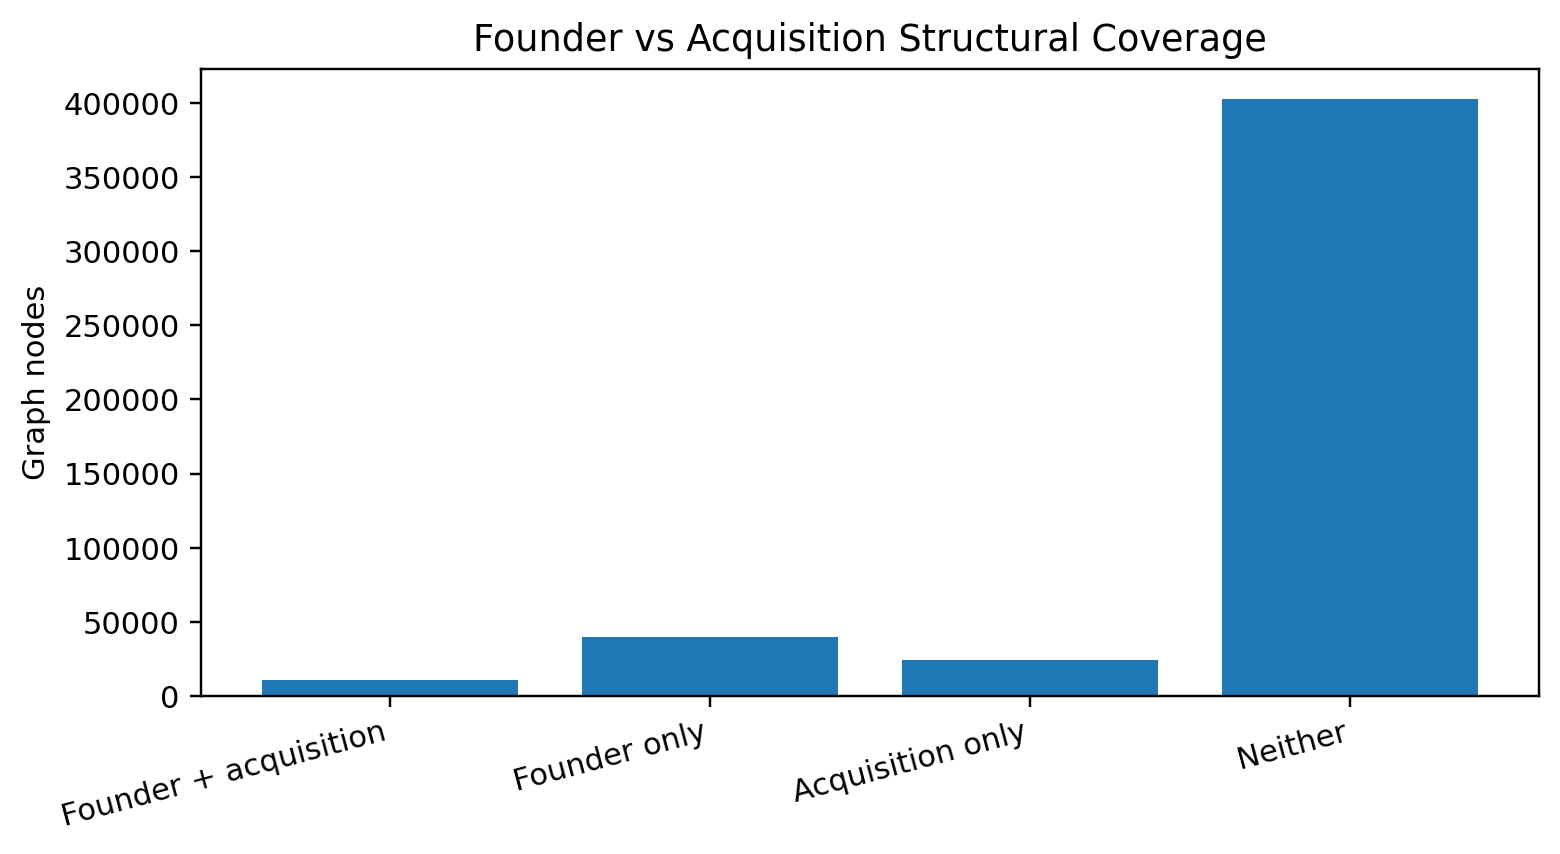 Founder vs Acquisition Structural Coverage
Graph nodes
400000
350000
300000
250000
200000
150000
100000
50000
0
Founder + acquisition
Founder only
Acquisition only
Neither